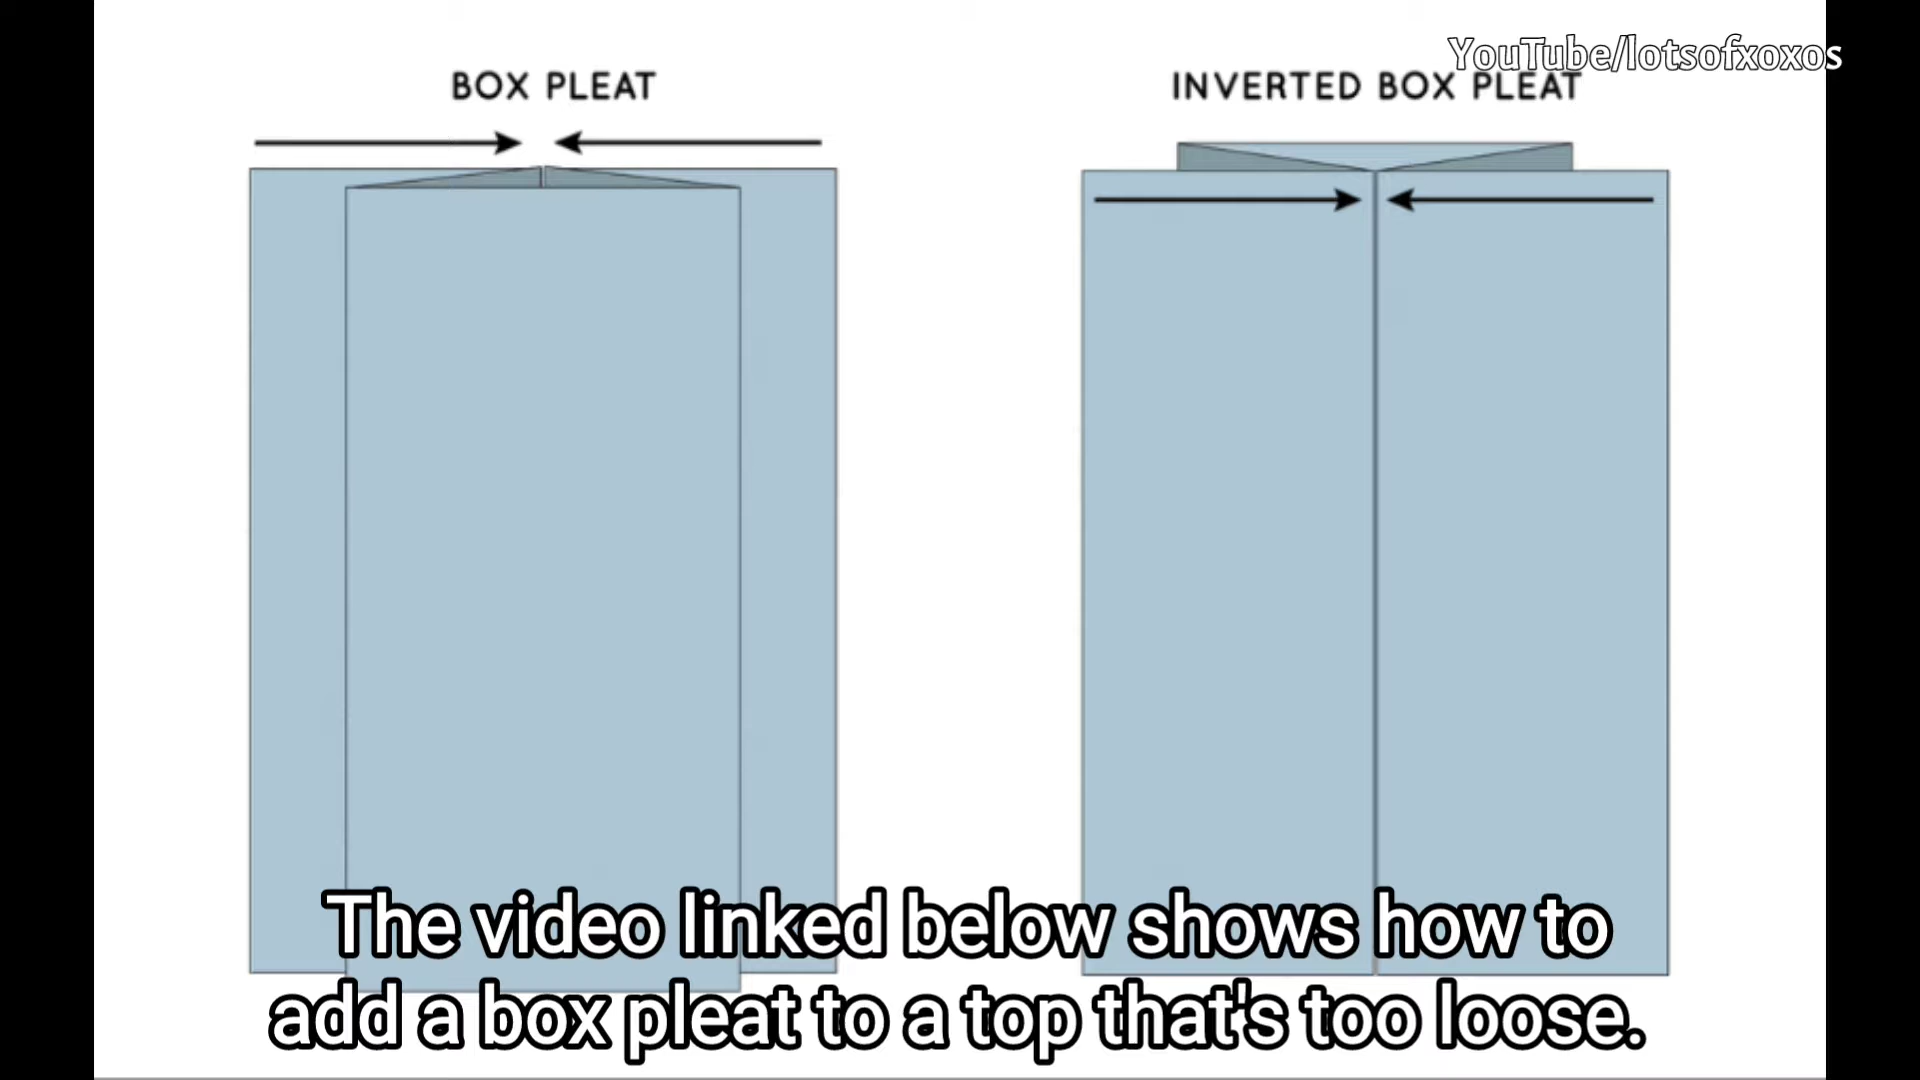 YouTube/lotsofxoxos
BOX PLEAT
INVERTED BOX PLEAT
The video linked below shows how to
add a box pleat to a top that's too loose.